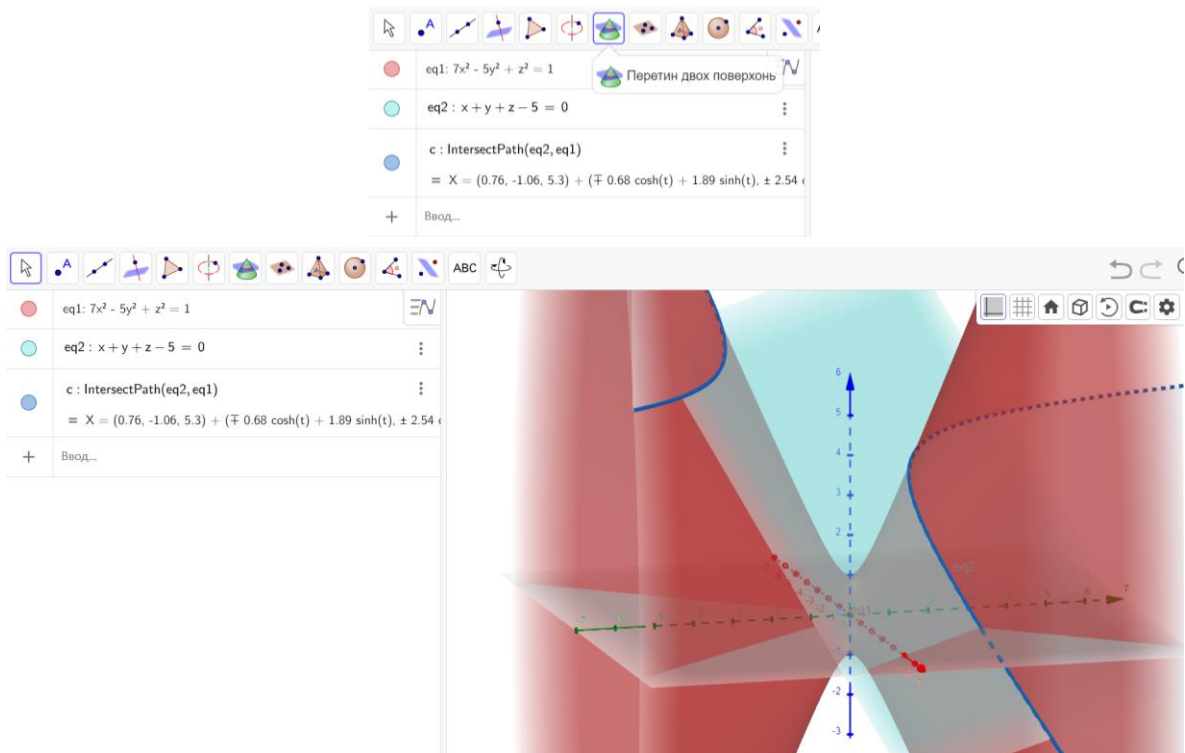 A
eq1: 7x² - 5y² + z² = 1
Перетин двох поверхонь
eq2 : x + y + z − 5 = 0
c : IntersectPath(eq2, eq1)
= X = (0.76, -1.06, 5.3) + (∓ 0.68 cosh(t) + 1.89 sinh(t), ± 2.54
+ Ввод...
A ABC
eq1: 7x² - 5y² + z² = 1
eq2 : x + y + z − 5 = 0
c : IntersectPath(eq2, eq1)
= X = (0.76, -1.06, 5.3) + (∓ 0.68 cosh(t) + 1.89 sinh(t), ± 2.54
+ Ввод...
6
5
4
3
2
eq2
7
-1
-2
-3